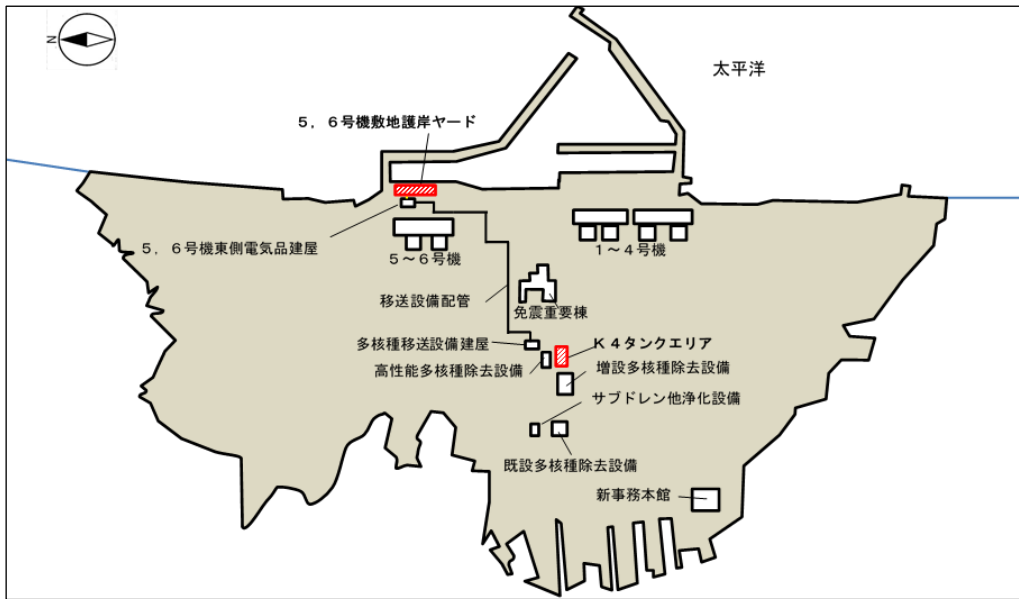 N
太平洋
５，６号機敷地護岸ヤード
５，６号機東側電気品建屋
５～６号機
１～４号機
移送設備配管
免震重要棟
多核種移送設備建屋
Ｋ４タンクエリア
高性能多核種除去設備
増設多核種除去設備
サブドレン他浄化設備
既設多核種除去設備
新事務本館